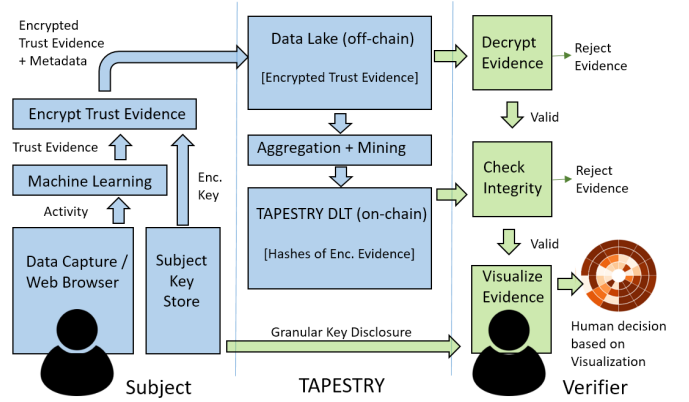 Encrypted
Trust Evidence
+ Metadata
Encrypt Trust Evidence
Trust Evidence
Machine Learning
Activity
Enc.
Key
Data Capture /
Web Browser
Subject
Key
Store
Subject
Data Lake (off-chain)
[Encrypted Trust Evidence]
Aggregation + Mining
TAPESTRY DLT (on-chain)
[Hashes of Enc. Evidence]
Granular Key Disclosure
TAPESTRY
Decrypt
Evidence
Reject
Evidence
Valid
Check
Integrity
Reject
Evidence
Valid
Visualize
Evidence
Human decision
based on
Visualization
Verifier